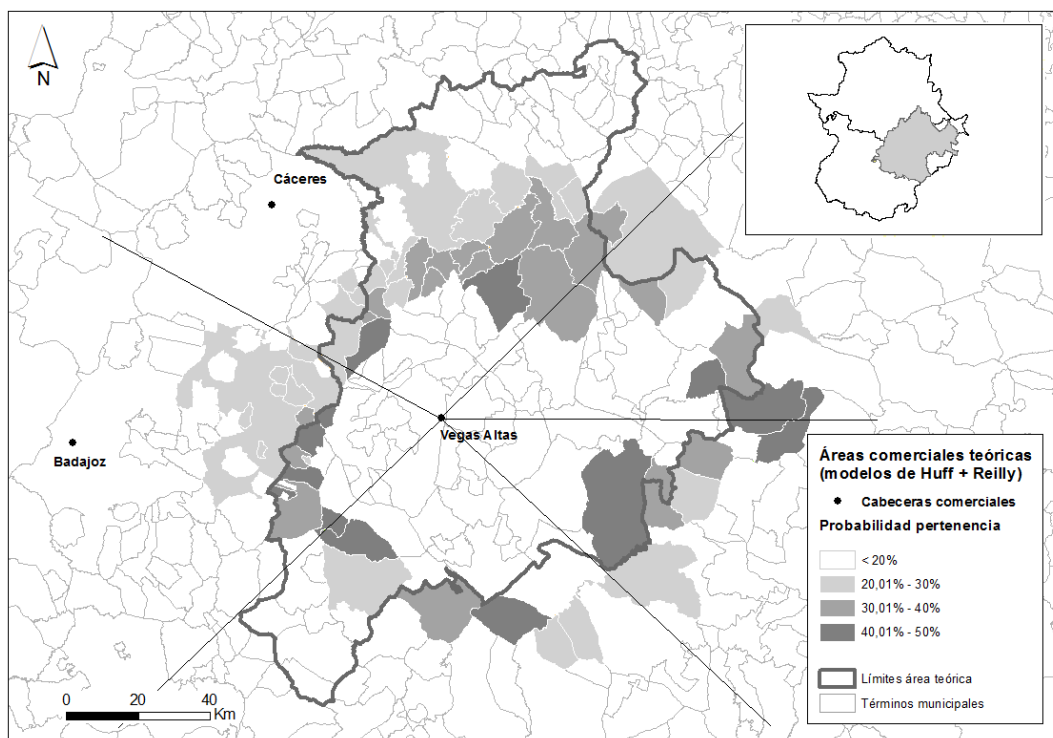 N
Cáceres
Badajoz
Vegas Altas
0 20 40
Km
Áreas comerciales teóricas
(modelos de Huff + Reilly)
Cabeceras comerciales
Probabilidad pertenencia
< 20%
20,01% - 30%
30,01% - 40%
40,01% - 50%
Límites área teórica
Términos municipales